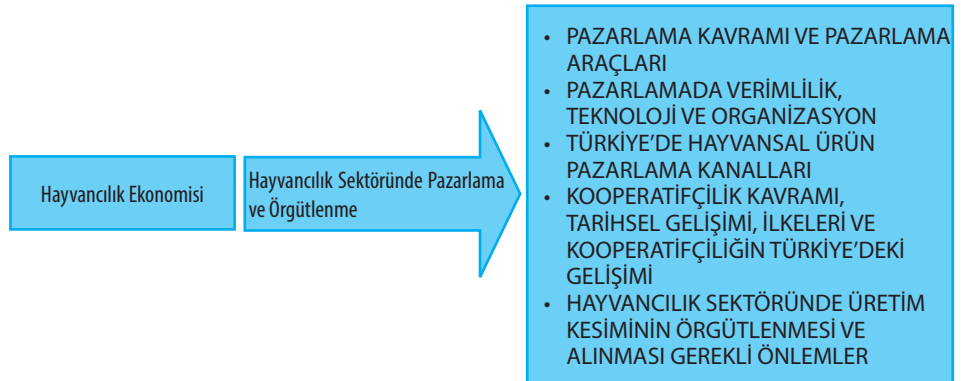 Hayvancılık Ekonomisi
Hayvancılık Sektöründe Pazarlama
ve Örgütlenme
• PAZARLAMA KAVRAMI VE PAZARLAMA
ARAÇLARI
• PAZARLAMADA VERİMLİLİK,
TEKNOLOJİ VE ORGANİZASYON
• TÜRKİYE’DE HAYVANSAL ÜRÜN
PAZARLAMA KANALLARI
• KOOPERATİFÇİLİK KAVRAMI,
TARİHSEL GELİŞİMİ, İLKELERİ VE
KOOPERATİFÇİLİĞİN TÜRKİYE’DEKİ
GELİŞİMİ
• HAYVANCILIK SEKTÖRÜNDE ÜRETİM
KESİMİNİN ÖRGÜTLENMESİ VE
ALINMASI GEREKLİ ÖNLEMLER